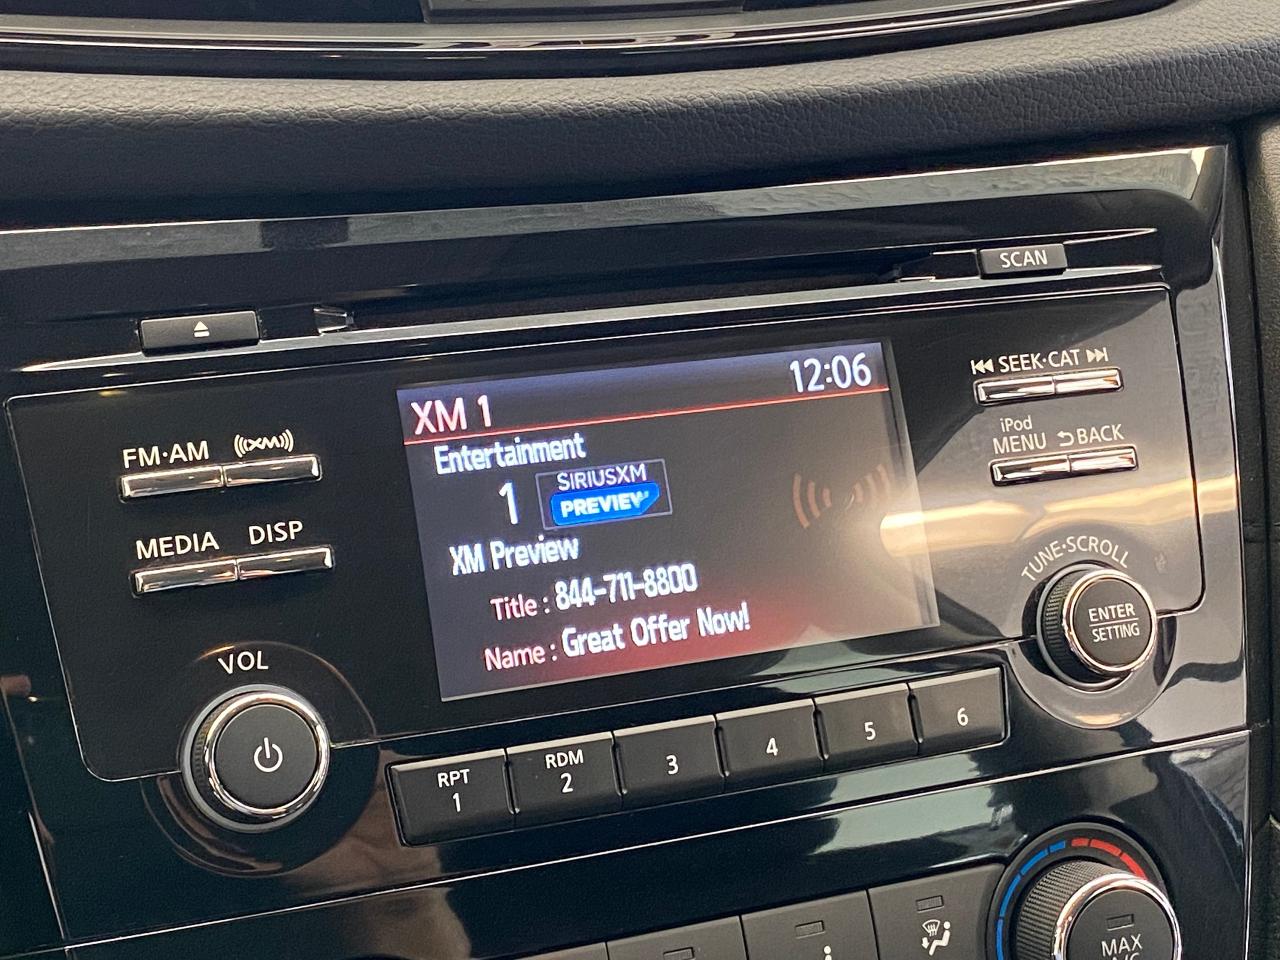 SCAN
FM·AM
((XM))
MEDIA
DISP
VOL
XM 1
12:06
Entertainment
1
SIRIUSXM
PREVIEW
XM Preview
Title : 844-711-8800
Name : Great Offer Now!
SEEK·CAT
iPod
MENU
BACK
TUNE·SCROLL
ENTER
SETTING
RPT
1
RDM
2
3
4
5
6
MAX
A/C